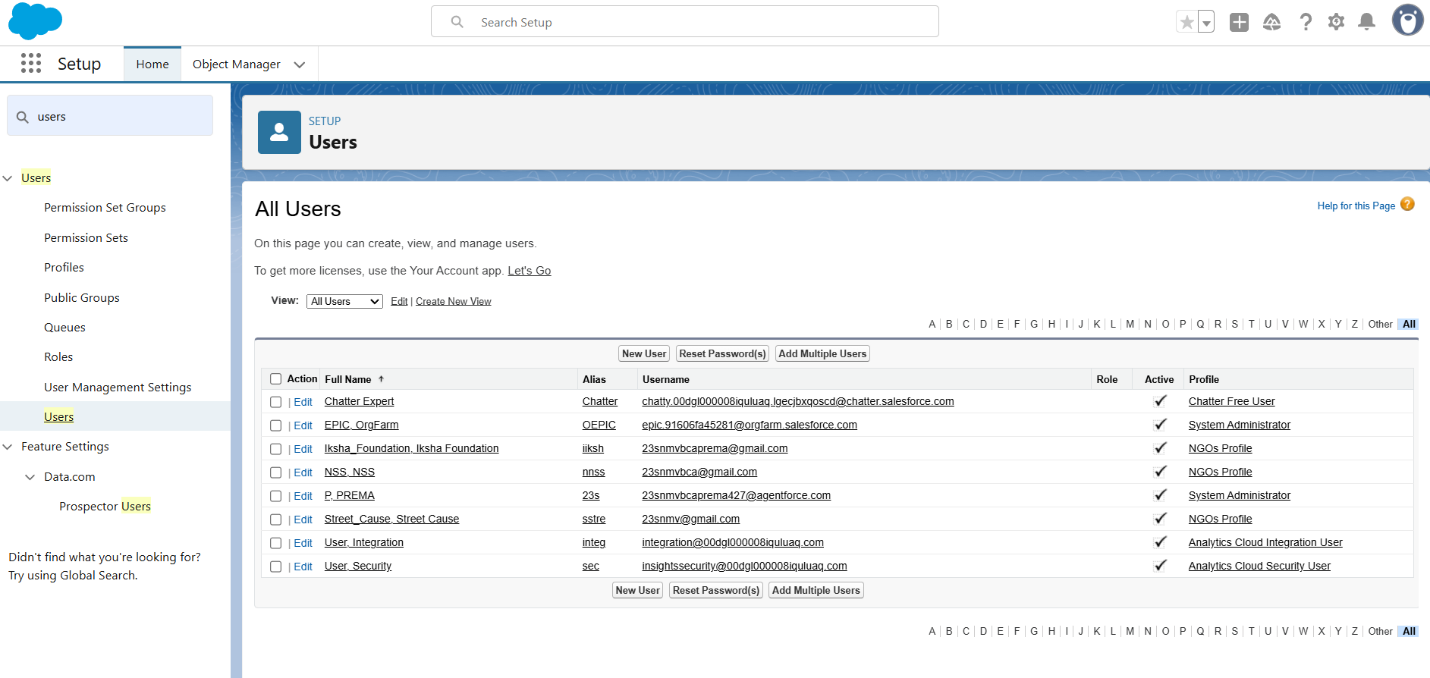 Search Setup
Setup Home Object Manager
users
Users
Permission Set Groups
Permission Sets
Profiles
Public Groups
Queues
Roles
User Management Settings
Users
Feature Settings
Data.com
Prospector Users
Didn't find what you're looking for?
Try using Global Search.
SETUP
Users
All Users
Help for this Page ?
On this page you can create, view, and manage users.
To get more licenses, use the Your Account app. Let's Go
View: All Users Edit | Create New View
A | B | C | D | E | F | G | H | I | J | K | L | M | N | O | P | Q | R | S | T | U | V | W | X | Y | Z | Other All
New User Reset Password(s) Add Multiple Users
Action Full Name ↑ Alias Username Role Active Profile
| Edit Chatter Expert Chatter chatty.00dgl000008iquluaq.lgecjbxqoscd@chatter.salesforce.com ✓ Chatter Free User
| Edit EPIC, OrgFarm OEPIC epic.91606fa45281@orgfarm.salesforce.com ✓ System Administrator
| Edit Iksha_Foundation, Iksha Foundation iiksh 23snmvbcaprema@gmail.com ✓ NGOs Profile
| Edit NSS, NSS nnss 23snmvbca@gmail.com ✓ NGOs Profile
| Edit P, PREMA 23s 23snmvbcaprema427@agentforce.com ✓ System Administrator
| Edit Street_Cause, Street Cause sstre 23snmv@gmail.com ✓ NGOs Profile
| Edit User, Integration integ integration@00dgl000008iquluaq.com ✓ Analytics Cloud Integration User
| Edit User, Security sec insightssecurity@00dgl000008iquluaq.com ✓ Analytics Cloud Security User
New User Reset Password(s) Add Multiple Users
A | B | C | D | E | F | G | H | I | J | K | L | M | N | O | P | Q | R | S | T | U | V | W | X | Y | Z | Other All